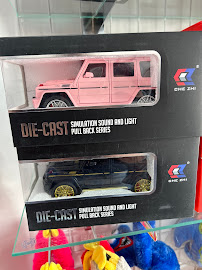 DIE-CAST
SIMULATION SOUND AND LIGHT
PULL BACK SERIES
CHE ZHI
DIE-CAST
SIMULATION SOUND AND LIGHT
PULL BACK SERIES
CHE ZHI